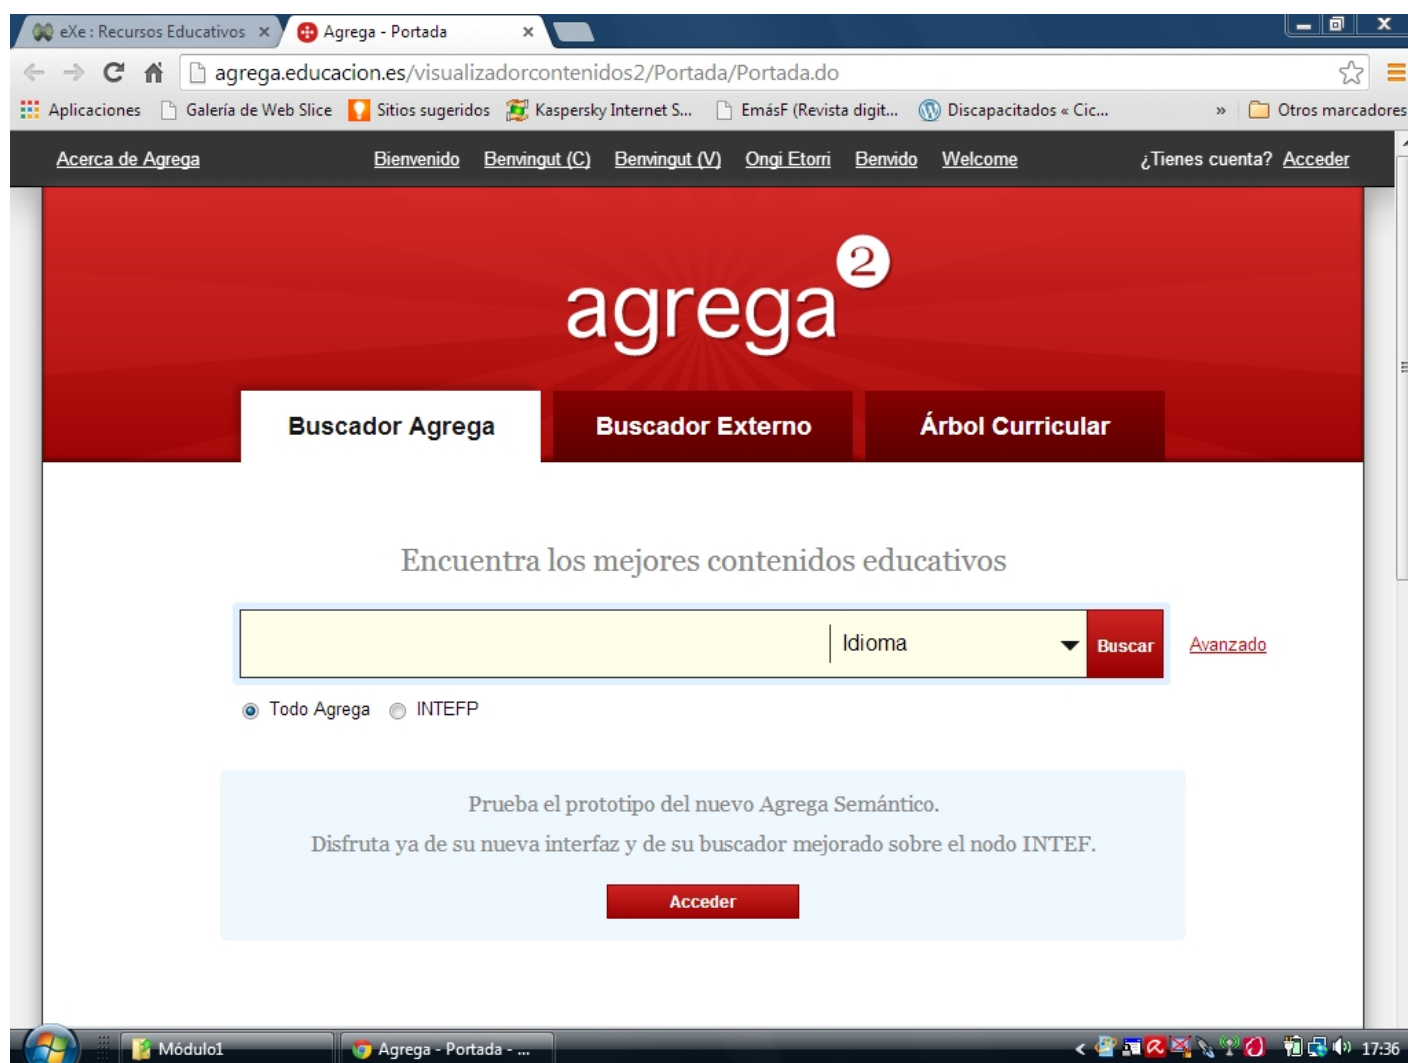 eXe : Recursos Educativos
Agrega - Portada
agrega.educacion.es/visualizadorcontenidos2/Portada/Portada.do
Aplicaciones Galería de Web Slice Sitios sugeridos Kaspersky Internet S... EmásF (Revista digit... Discapacitados « Cic... » Otros marcadores
Acerca de Agrega Bienvenido Benvingut (C) Benvingut (V) Ongi Etorri Benvido Welcome ¿Tienes cuenta? Acceder
agrega 2
Buscador Agrega Buscador Externo Árbol Curricular
Encuentra los mejores contenidos educativos
Idioma Buscar Avanzado
Todo Agrega INTEFP
Prueba el prototipo del nuevo Agrega Semántico.
Disfruta ya de su nueva interfaz y de su buscador mejorado sobre el nodo INTEF.
Acceder
Módulo1 Agrega - Portada - ... 17:36